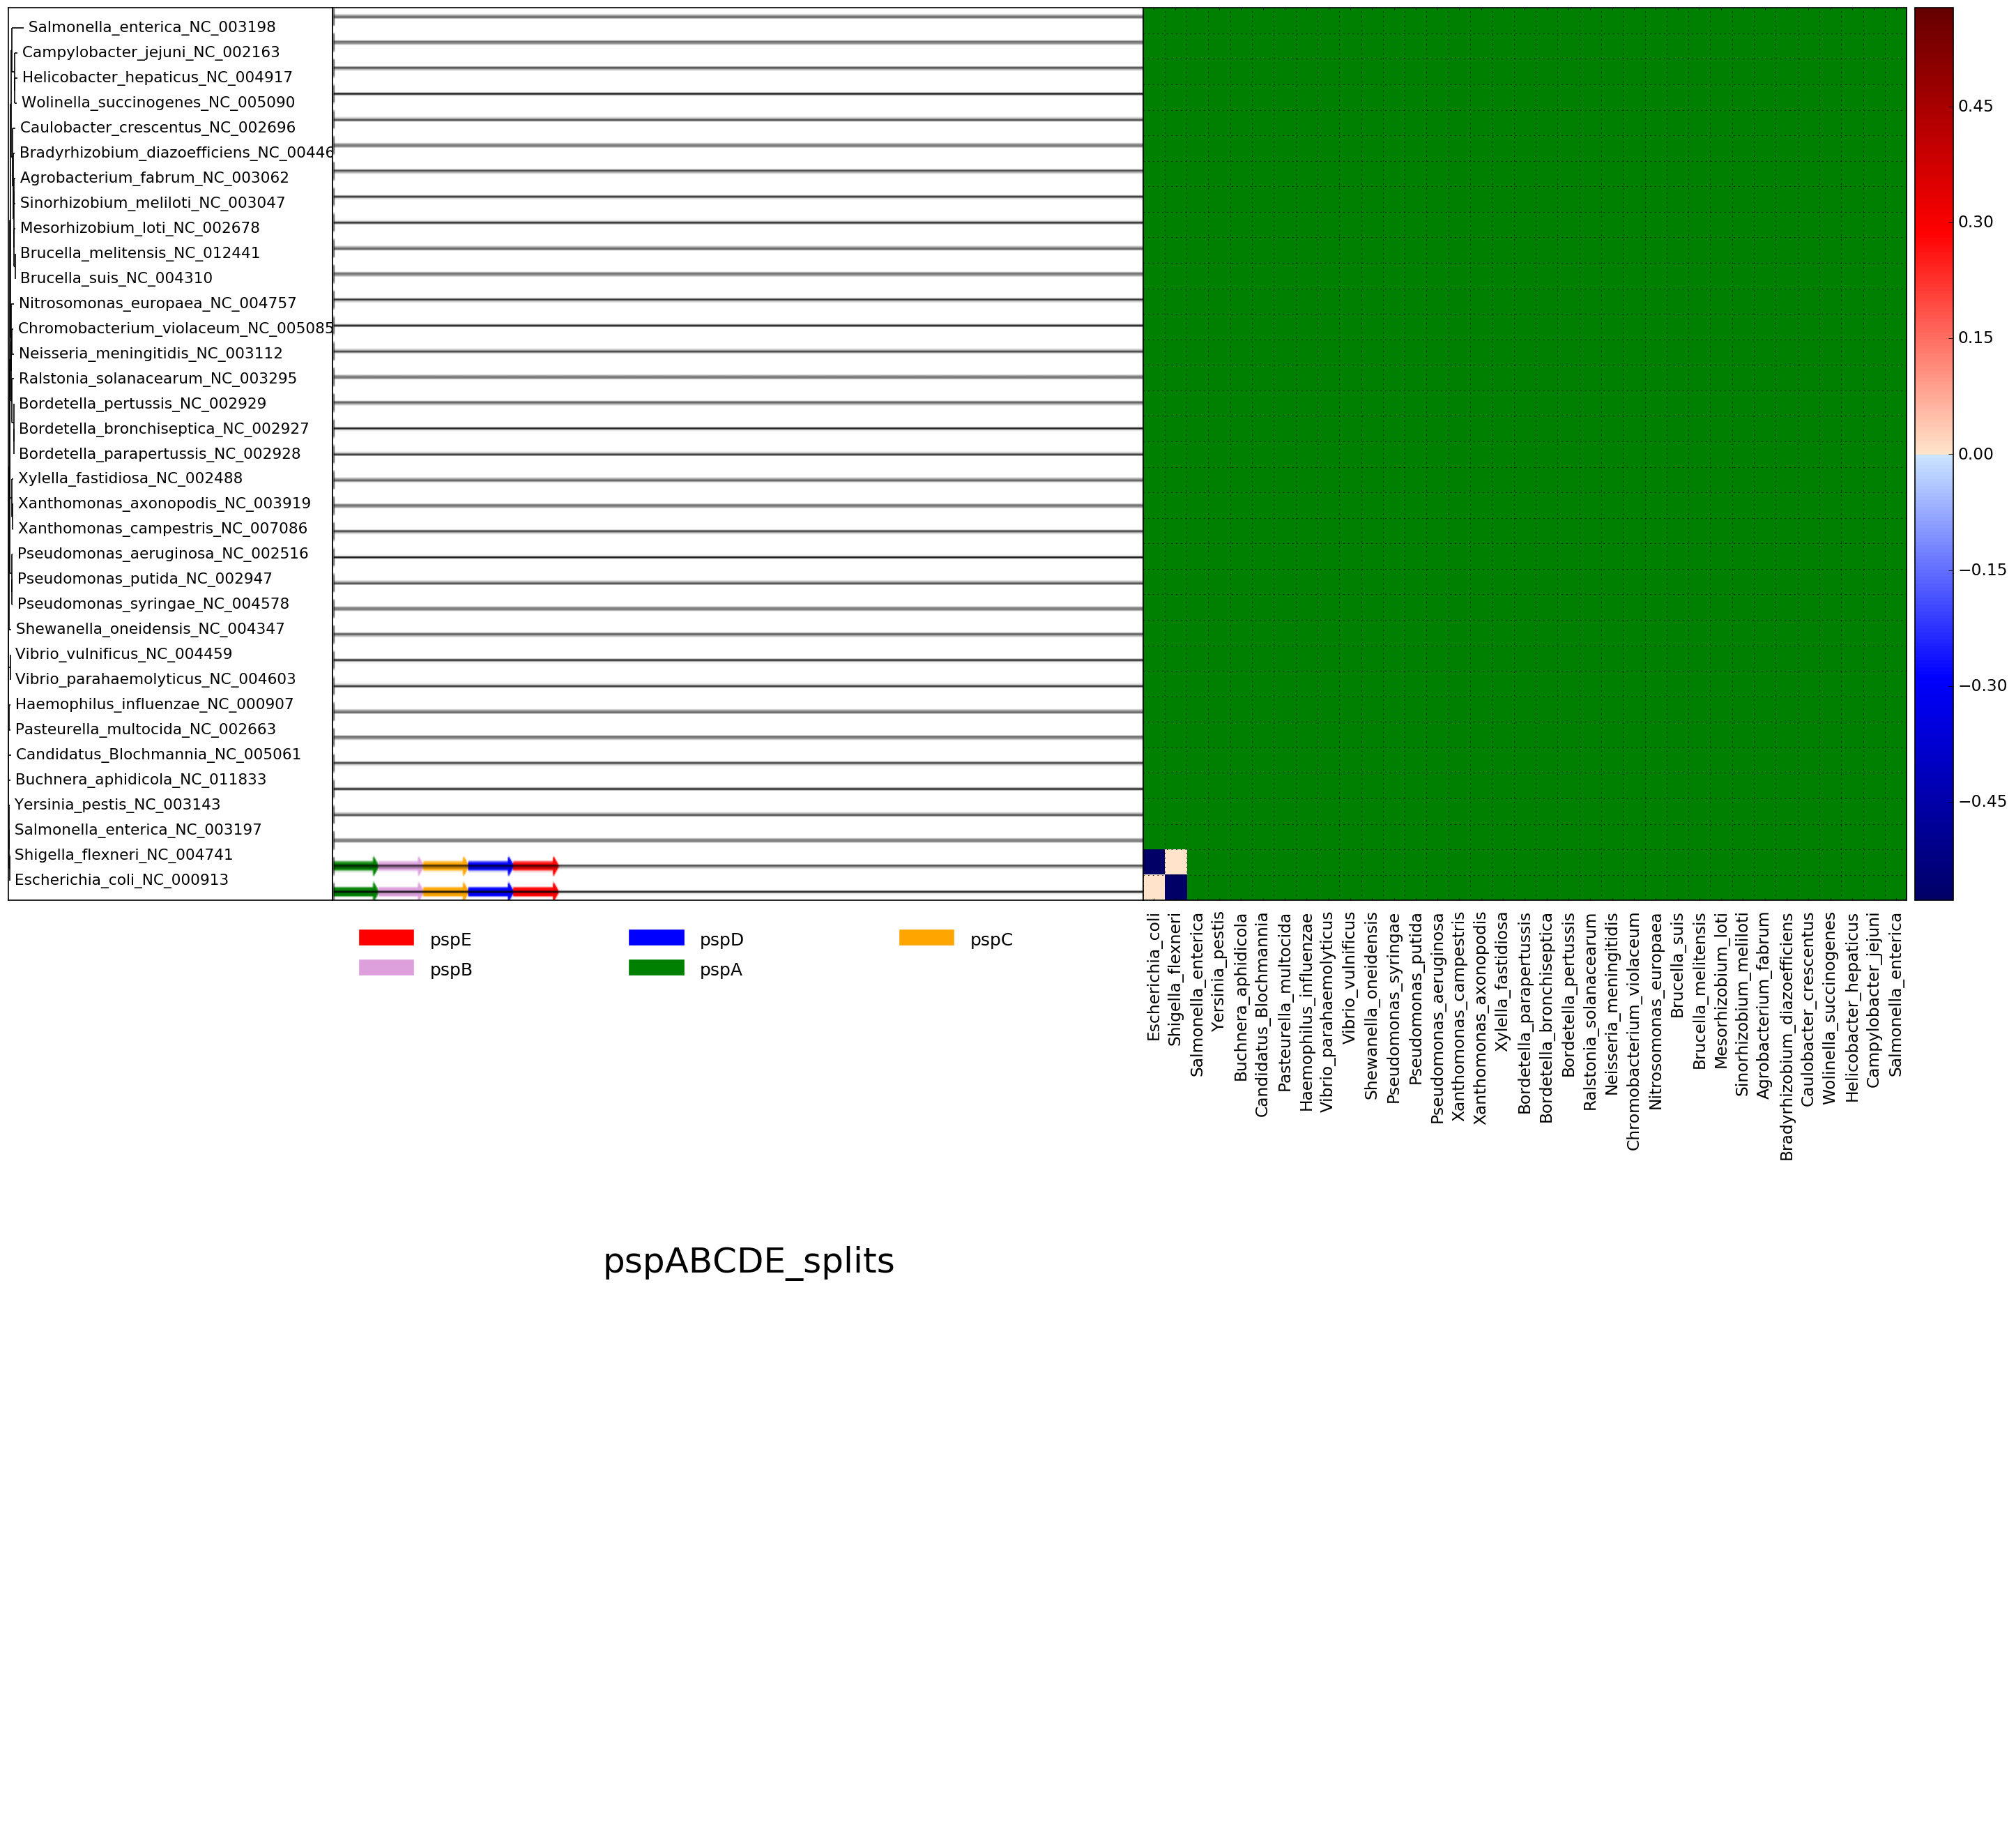 Salmonella_enterica_NC_003198
Campylobacter_jejuni_NC_002163
Helicobacter_hepaticus_NC_004917
Wolinella_succinogenes_NC_005090
Caulobacter_crescentus_NC_002696
Bradyrhizobium_diazoefficiens_NC_00446
Agrobacterium_fabrum_NC_003062
Sinorhizobium_meliloti_NC_003047
Mesorhizobium_loti_NC_002678
Brucella_melitensis_NC_012441
Brucella_suis_NC_004310
Nitrosomonas_europaea_NC_004757
Chromobacterium_violaceum_NC_005085
Neisseria_meningitidis_NC_003112
Ralstonia_solanacearum_NC_003295
Bordetella_pertussis_NC_002929
Bordetella_bronchiseptica_NC_002927
Bordetella_parapertussis_NC_002928
Xylella_fastidiosa_NC_002488
Xanthomonas_axonopodis_NC_003919
Xanthomonas_campestris_NC_007086
Pseudomonas_aeruginosa_NC_002516
Pseudomonas_putida_NC_002947
Pseudomonas_syringae_NC_004578
Shewanella_oneidensis_NC_004347
Vibrio_vulnificus_NC_004459
Vibrio_parahaemolyticus_NC_004603
Haemophilus_influenzae_NC_000907
Pasteurella_multocida_NC_002663
Candidatus_Blochmannia_NC_005061
Buchnera_aphidicola_NC_011833
Yersinia_pestis_NC_003143
Salmonella_enterica_NC_003197
Shigella_flexneri_NC_004741
Escherichia_coli_NC_000913
0.45
0.30
0.15
0.00
−0.15
−0.30
−0.45
pspE pspD pspC
pspB pspA
Escherichia_coli
Shigella_flexneri
Salmonella_enterica
Yersinia_pestis
Buchnera_aphidicola
Candidatus_Blochmannia
Pasteurella_multocida
Haemophilus_influenzae
Vibrio_parahaemolyticus
Vibrio_vulnificus
Shewanella_oneidensis
Pseudomonas_syringae
Pseudomonas_putida
Pseudomonas_aeruginosa
Xanthomonas_campestris
Xanthomonas_axonopodis
Xylella_fastidiosa
Bordetella_parapertussis
Bordetella_bronchiseptica
Bordetella_pertussis
Ralstonia_solanacearum
Neisseria_meningitidis
Chromobacterium_violaceum
Nitrosomonas_europaea
Brucella_suis
Brucella_melitensis
Mesorhizobium_loti
Sinorhizobium_meliloti
Agrobacterium_fabrum
Bradyrhizobium_diazoefficiens
Caulobacter_crescentus
Wolinella_succinogenes
Helicobacter_hepaticus
Campylobacter_jejuni
Salmonella_enterica
pspABCDE_splits